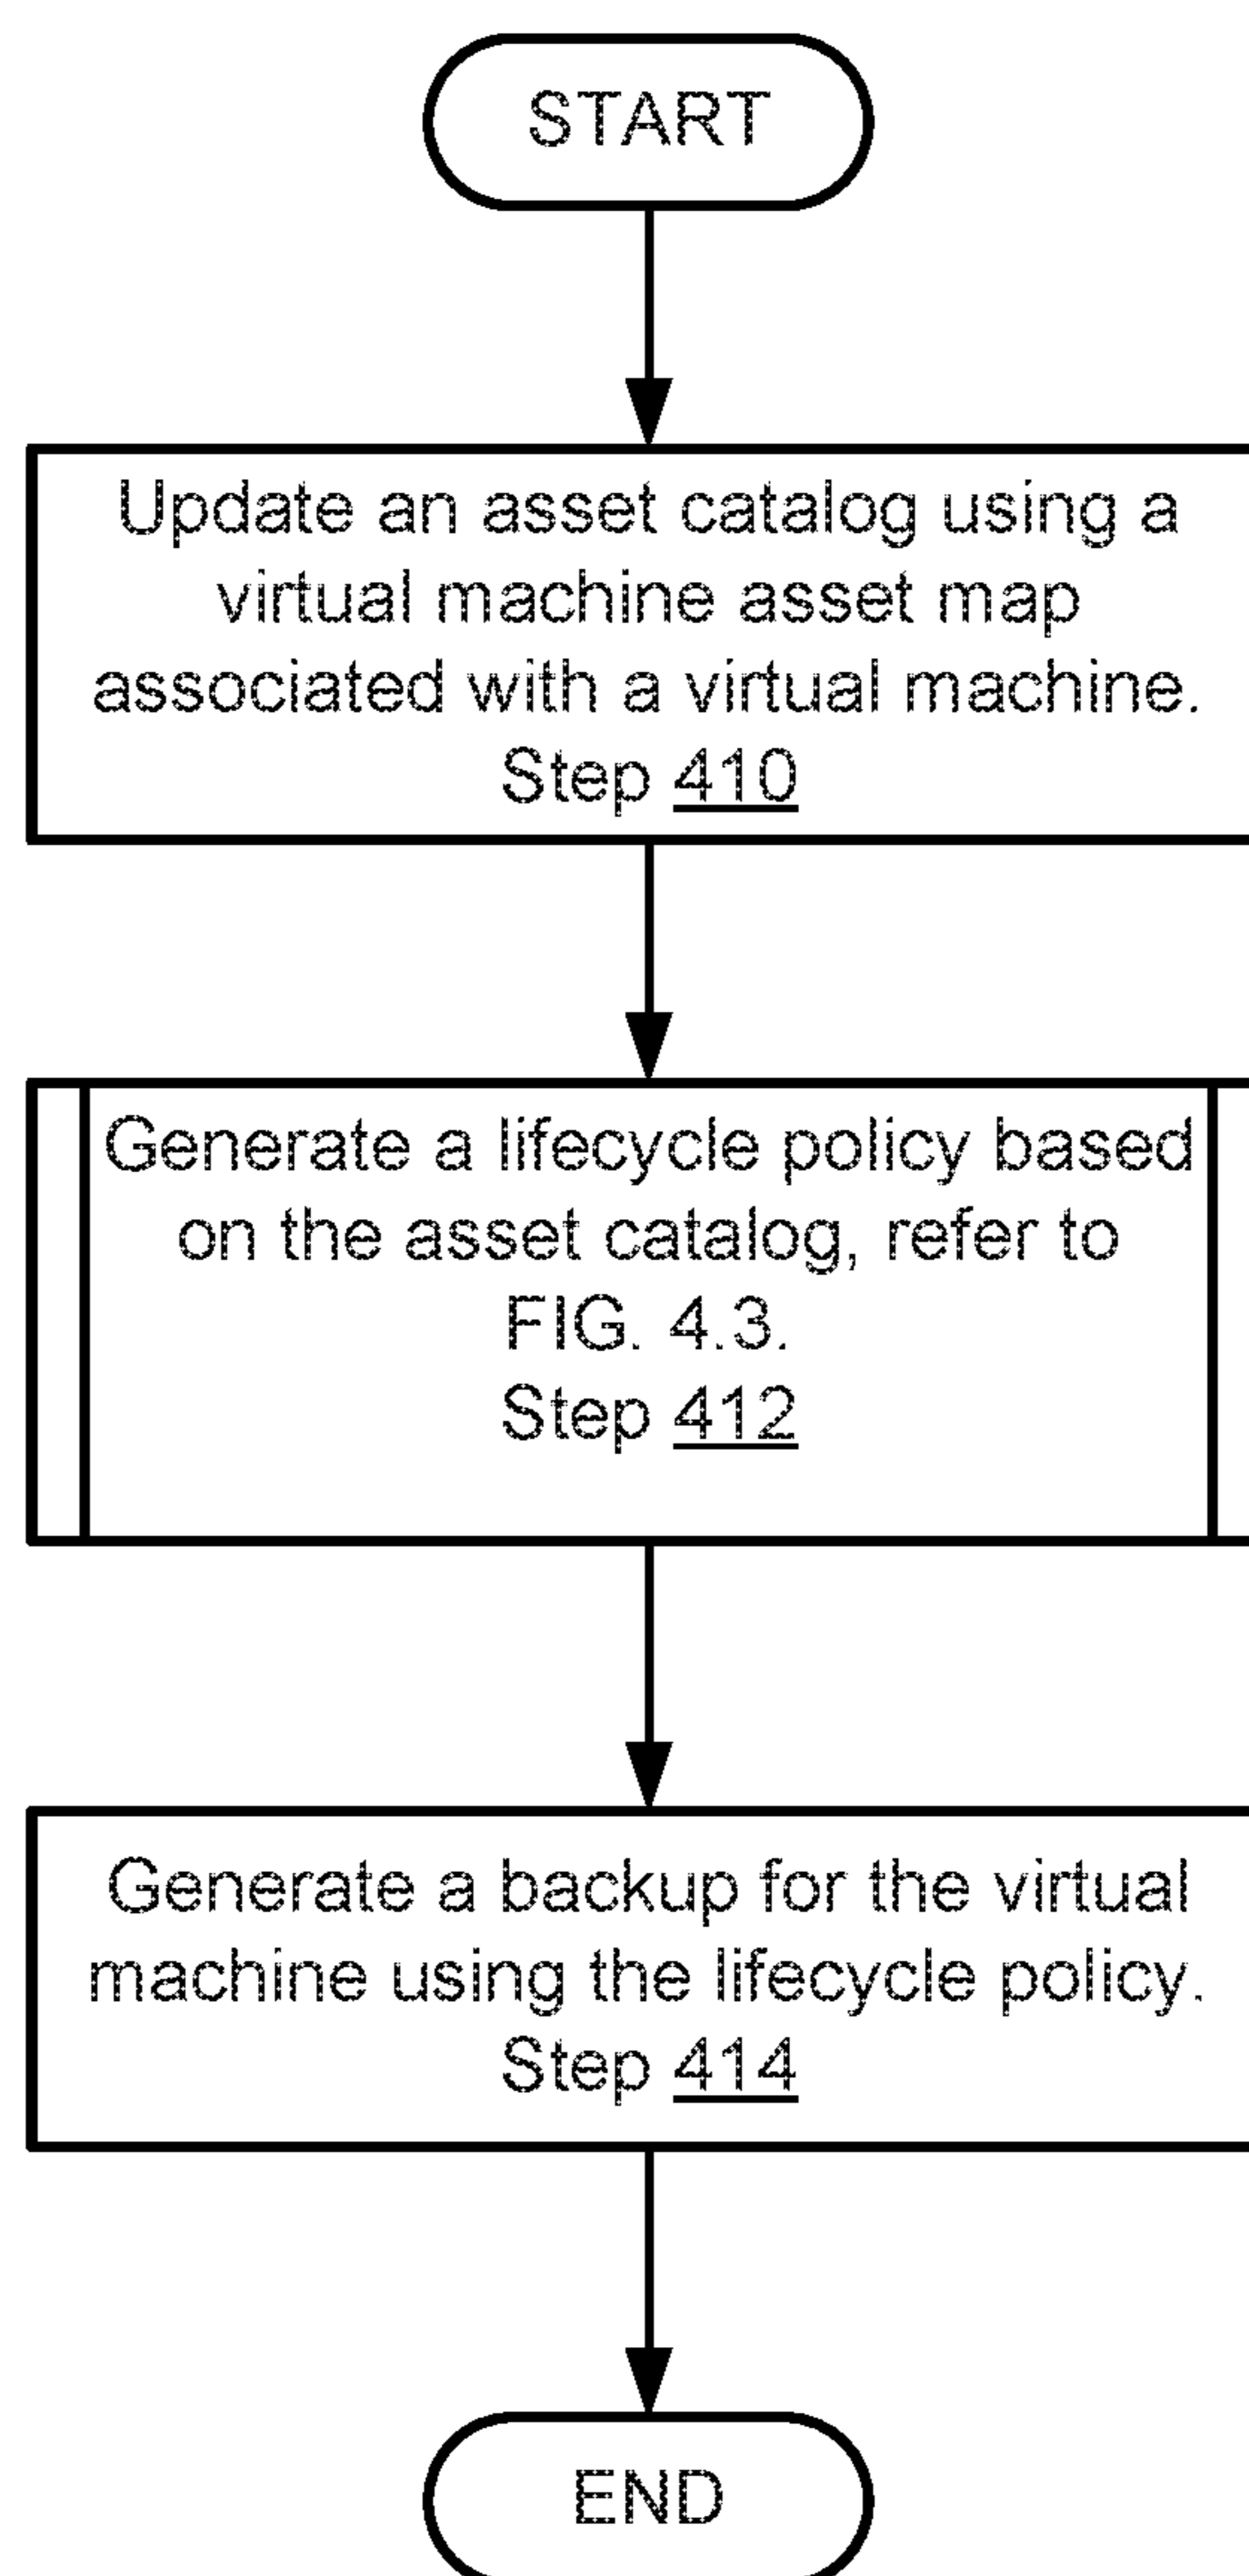 START
Update an asset catalog using a
virtual machine asset map
associated with a virtual machine.
Step 410
Generate a lifecycle policy based
on the asset catalog, refer to
FIG. 4.3.
Step 412
Generate a backup for the virtual
machine using the lifecycle policy.
Step 414
END